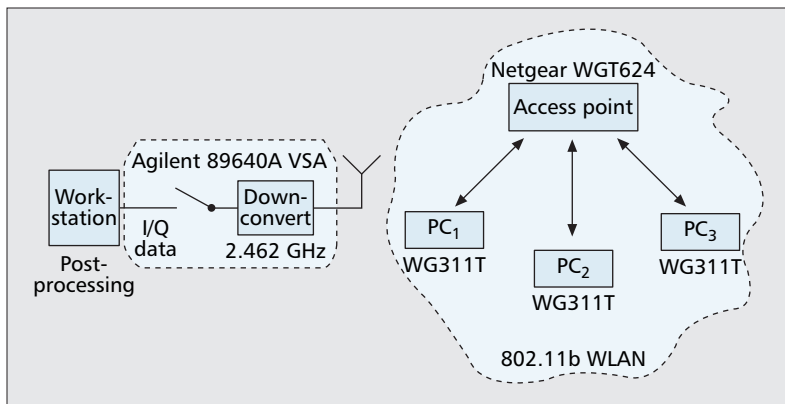 Netgear WGT624
Access point
Agilent 89640A VSA
Work-
station
Down-
convert
I/Q
data
2.462 GHz
Post-
processing
PC1
WG311T
PC2
WG311T
PC3
WG311T
802.11b WLAN